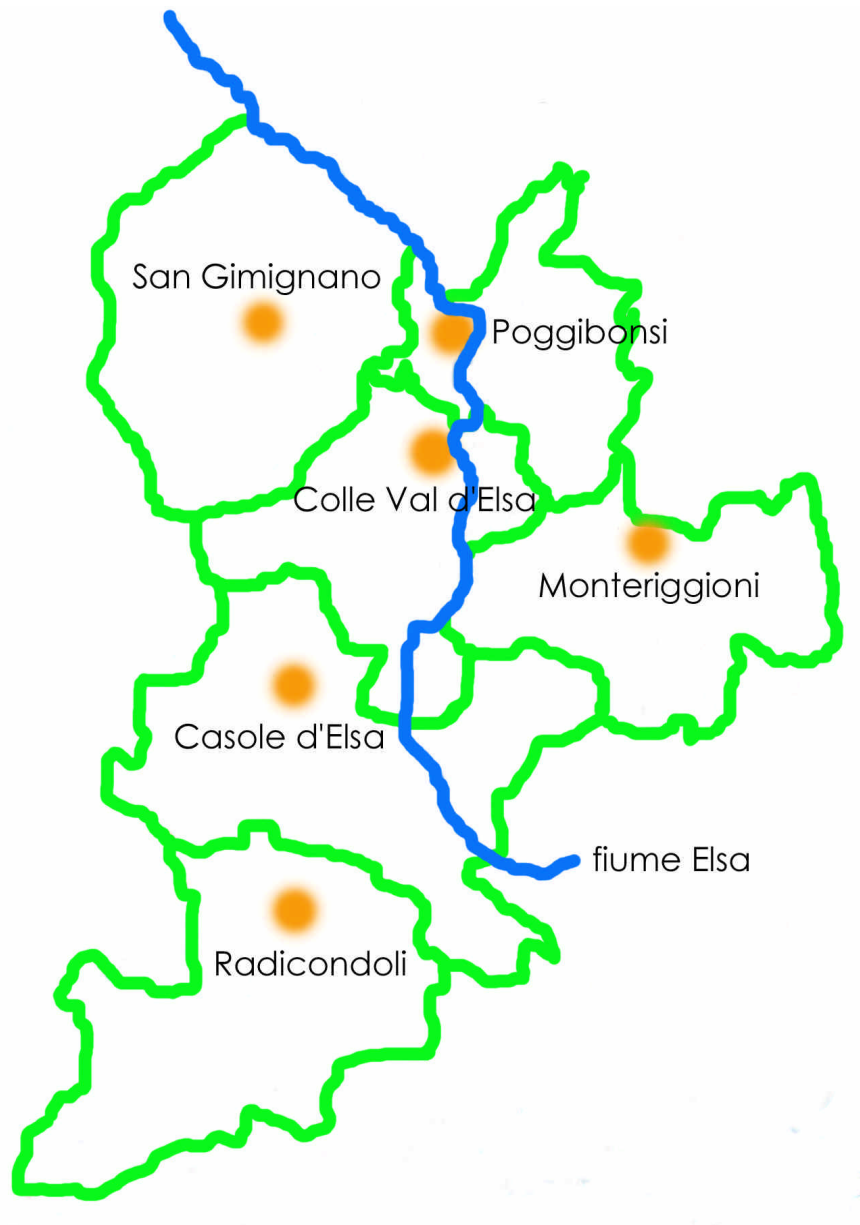 San Gimignano
Poggibonsi
Colle Val d'Elsa
Monteriggioni
Casole d'Elsa
fiume Elsa
Radicondoli